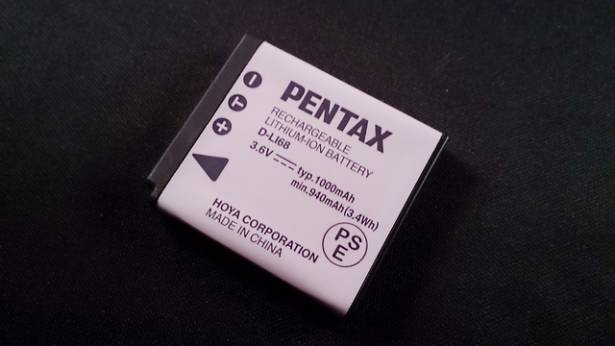 PENTAX
RECHARGEABLE
LITHIUM-ION BATTERY
D-LI68
3.6V ⎓ typ.1000mAh
min.940mAh(3.4Wh)
HOYA CORPORATION
MADE IN CHINA
PS
E
- T +